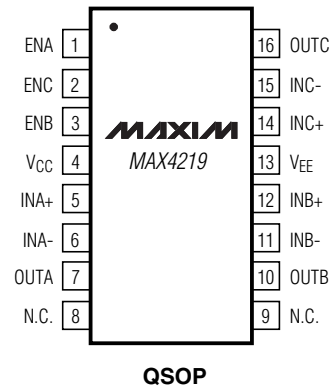 ENA 1 16 OUTC
ENC 2 15 INC-
ENB 3 14 INC+
MAXIM
VCC 4 MAX4219 13 VEE
INA+ 5 12 INB+
INA- 6 11 INB-
OUTA 7 10 OUTB
N.C. 8 9 N.C.
QSOP